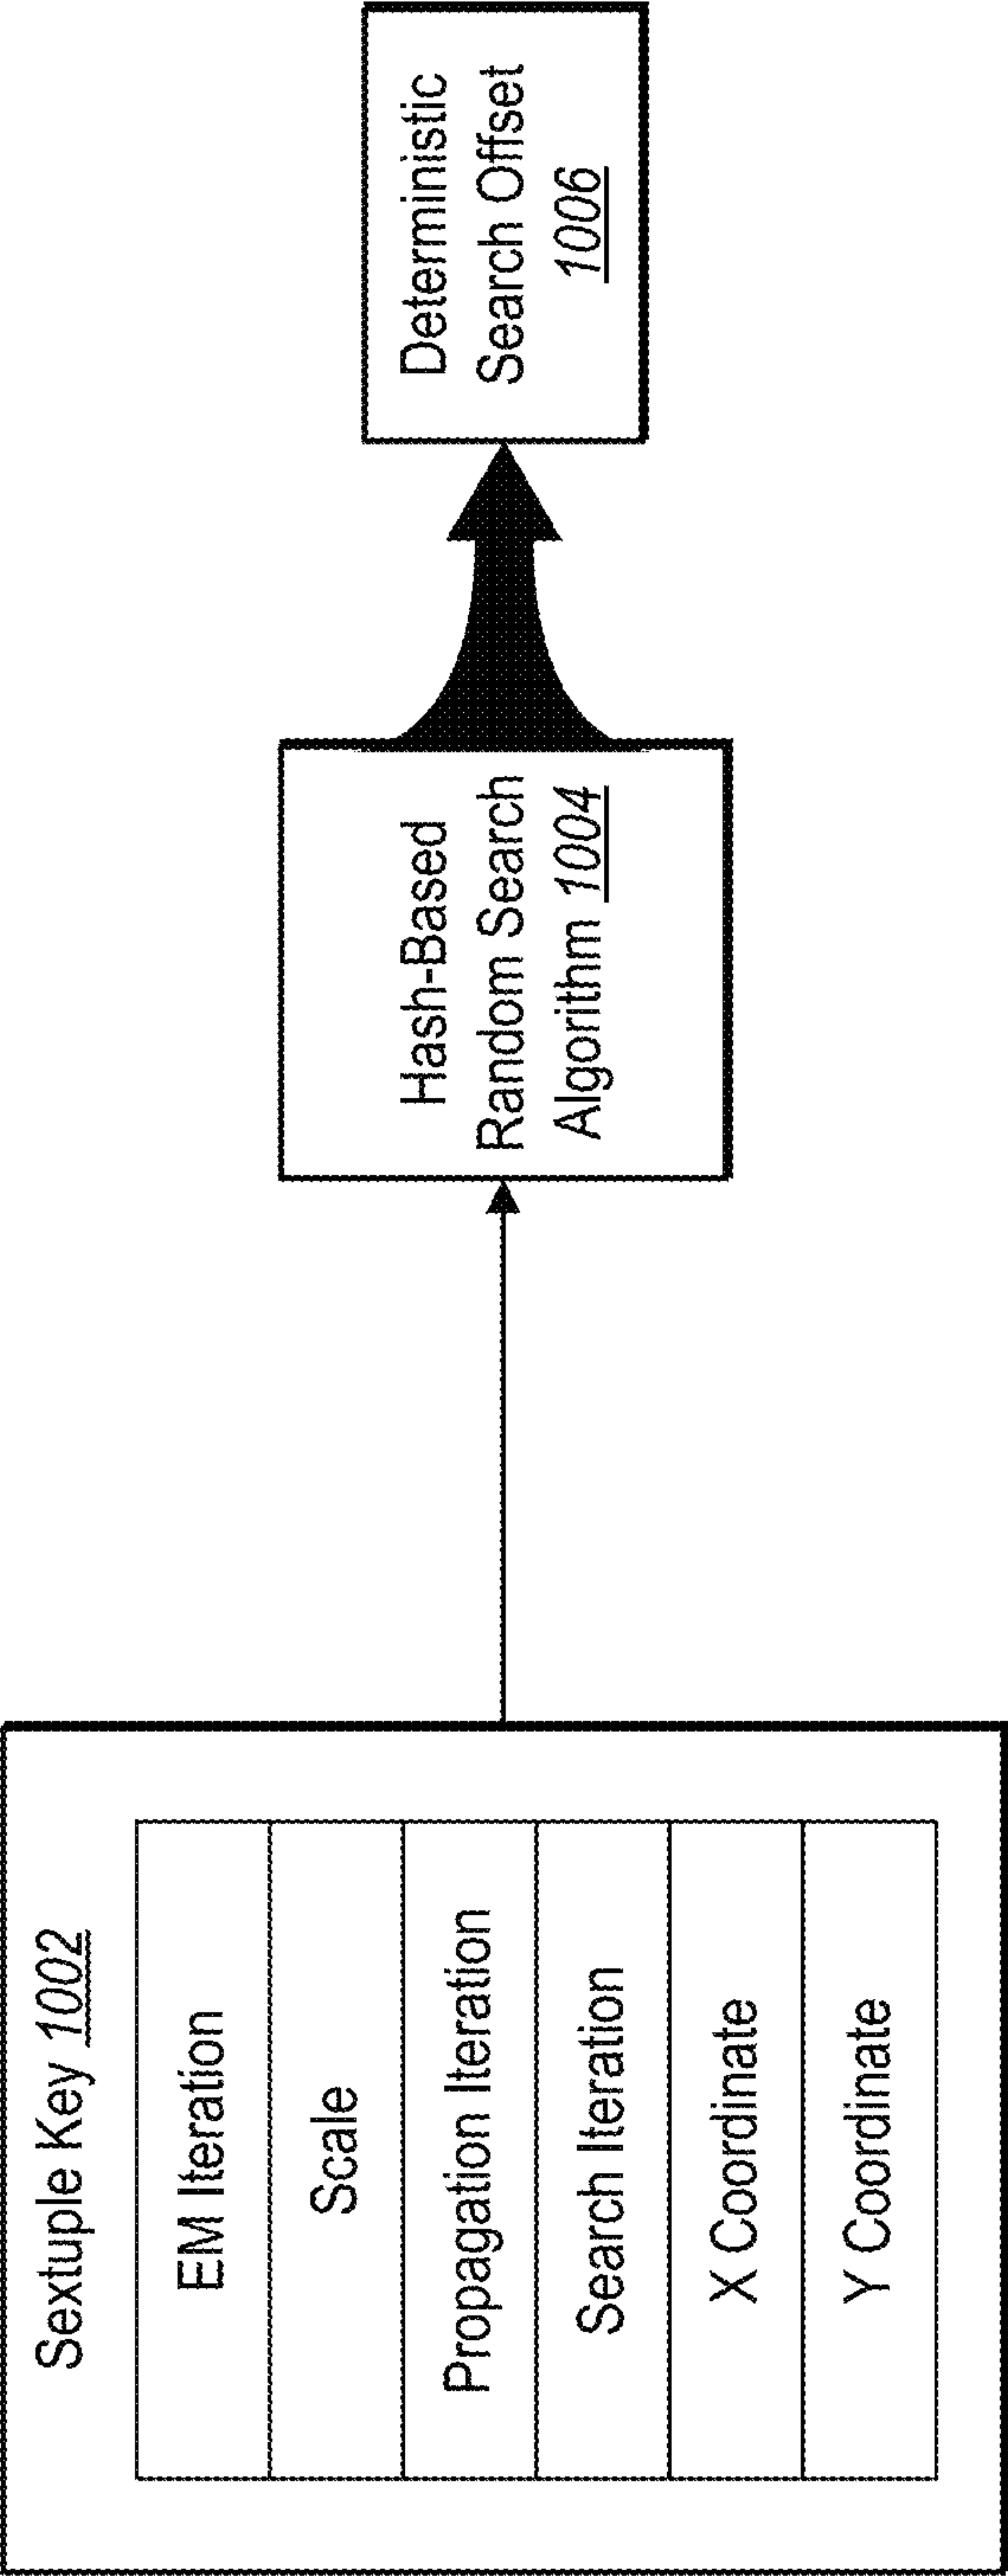 Sextuple Key 1002
EM Iteration
Scale
Propagation Iteration
Search Iteration
X Coordinate
Y Coordinate
Hash-Based
Random Search
Algorithm 1004
Deterministic
Search Offset
1006